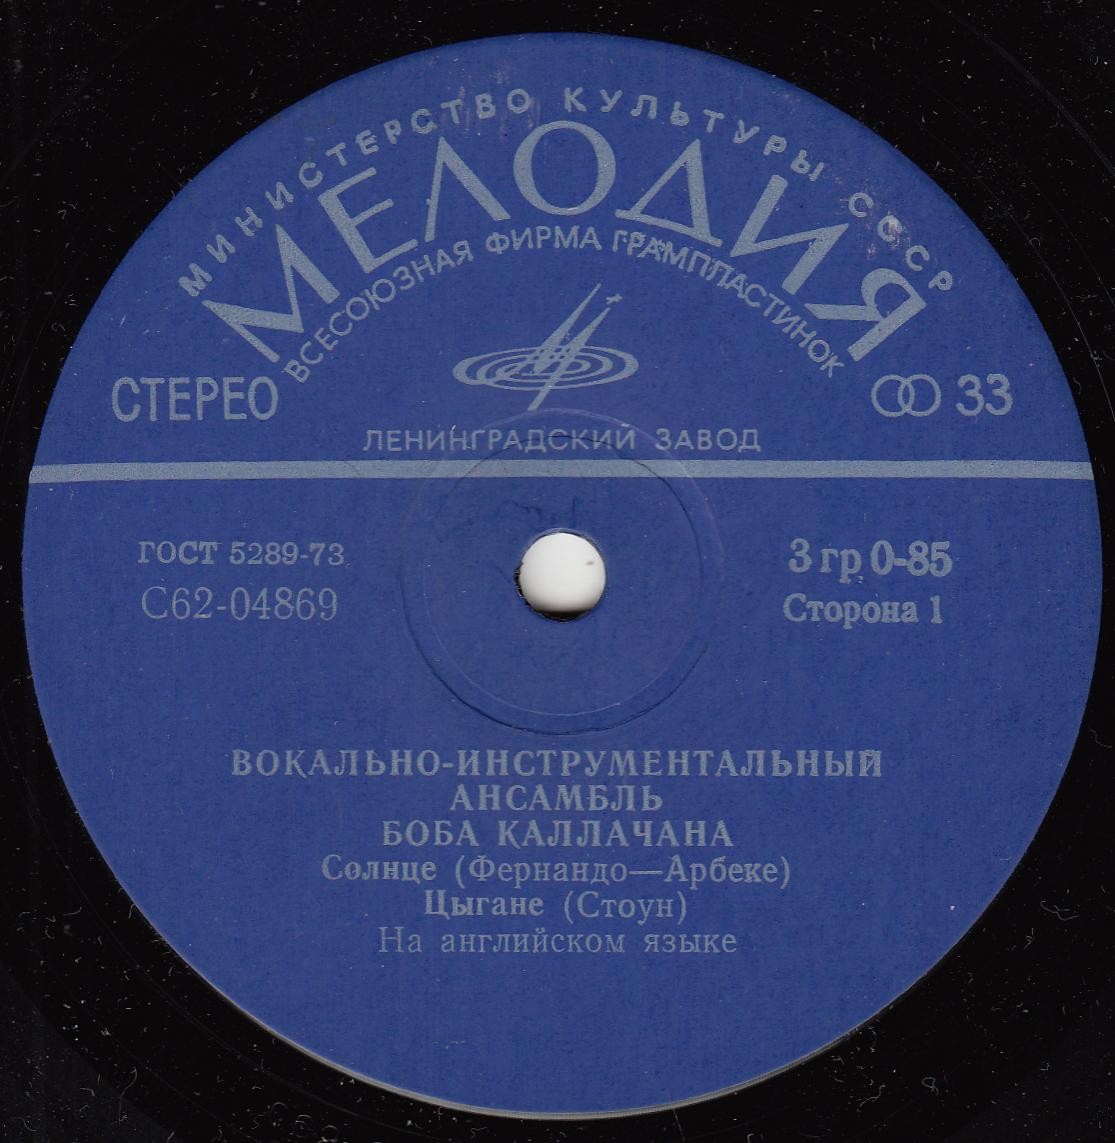 МИНИСТЕРСТВО КУЛЬТУРЫ СССР
МЕЛОДИЯ
ВСЕСОЮЗНАЯ ФИРМА ГРАМПЛАСТИНОК
СТЕРЕО
33
ЛЕНИНГРАДСКИЙ ЗАВОД
ГОСТ 5289-73
3 гр. 0-85
С62-04869
Сторона 1
ВОКАЛЬНО-ИНСТРУМЕНТАЛЬНЫЙ
АНСАМБЛЬ
БОБА КАЛЛАЧАНА
Солнце (Фернандо—Арбеке)
Цыгане (Стоун)
На английском языке